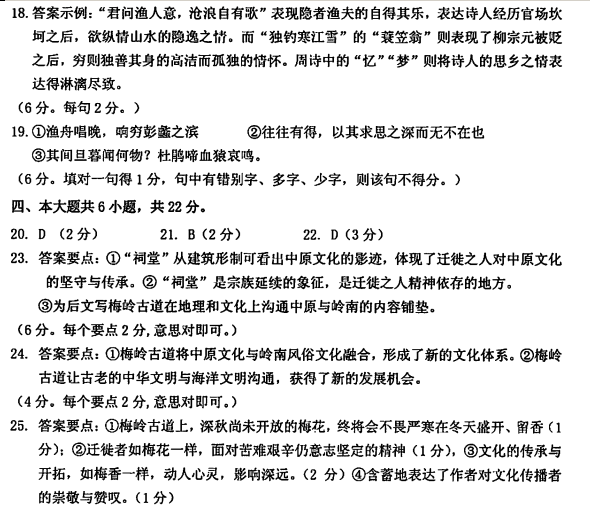 18. 答案示例：“君问渔人意，沧浪自有歌”表现隐者渔夫的自得其乐，表达诗人经历官场坎
坷之后，欲纵情山水的隐逸之情。而“独钓寒江雪”的“蓑笠翁”则表现了柳宗元被贬
之后，穷则独善其身的高洁而孤独的情怀。周诗中的“忆”“梦”则将诗人的思乡之情表
达得淋漓尽致。
（6分。每句2分。）
19. ①渔舟唱晚，响穷彭蠡之滨 ②往往有得，以其求思之深而无不在也
③其间旦暮闻何物？杜鹃啼血猿哀鸣。
（6分。填对一句得1分，句中有错别字、多字、少字，则该句不得分。）
四、本大题共6小题，共22分。
20. D （2分） 21. B（2分） 22. D（3分）
23. 答案要点：①“祠堂”从建筑形制可看出中原文化的影迹，体现了迁徙之人对中原文化
的坚守与传承。②“祠堂”是宗族延续的象征，是迁徙之人精神依存的地方。
③为后文写梅岭古道在地理和文化上沟通中原与岭南的内容铺垫。
（6分。每个要点2分,意思对即可。）
24. 答案要点：①梅岭古道将中原文化与岭南风俗文化融合，形成了新的文化体系。②梅岭
古道让古老的中华文明与海洋文明沟通，获得了新的发展机会。
（4分。每个要点2分,意思对即可。）
25. 答案要点：①梅岭古道上，深秋尚未开放的梅花，终将会不畏严寒在冬天盛开、留香（1
分）；②迁徙者如梅花一样，面对苦难艰辛仍意志坚定的精神（1分），③文化的传承与
开拓，如梅香一样，动人心灵，影响深远。（2 分）④含蓄地表达了作者对文化传播者
的崇敬与赞叹。（1分）